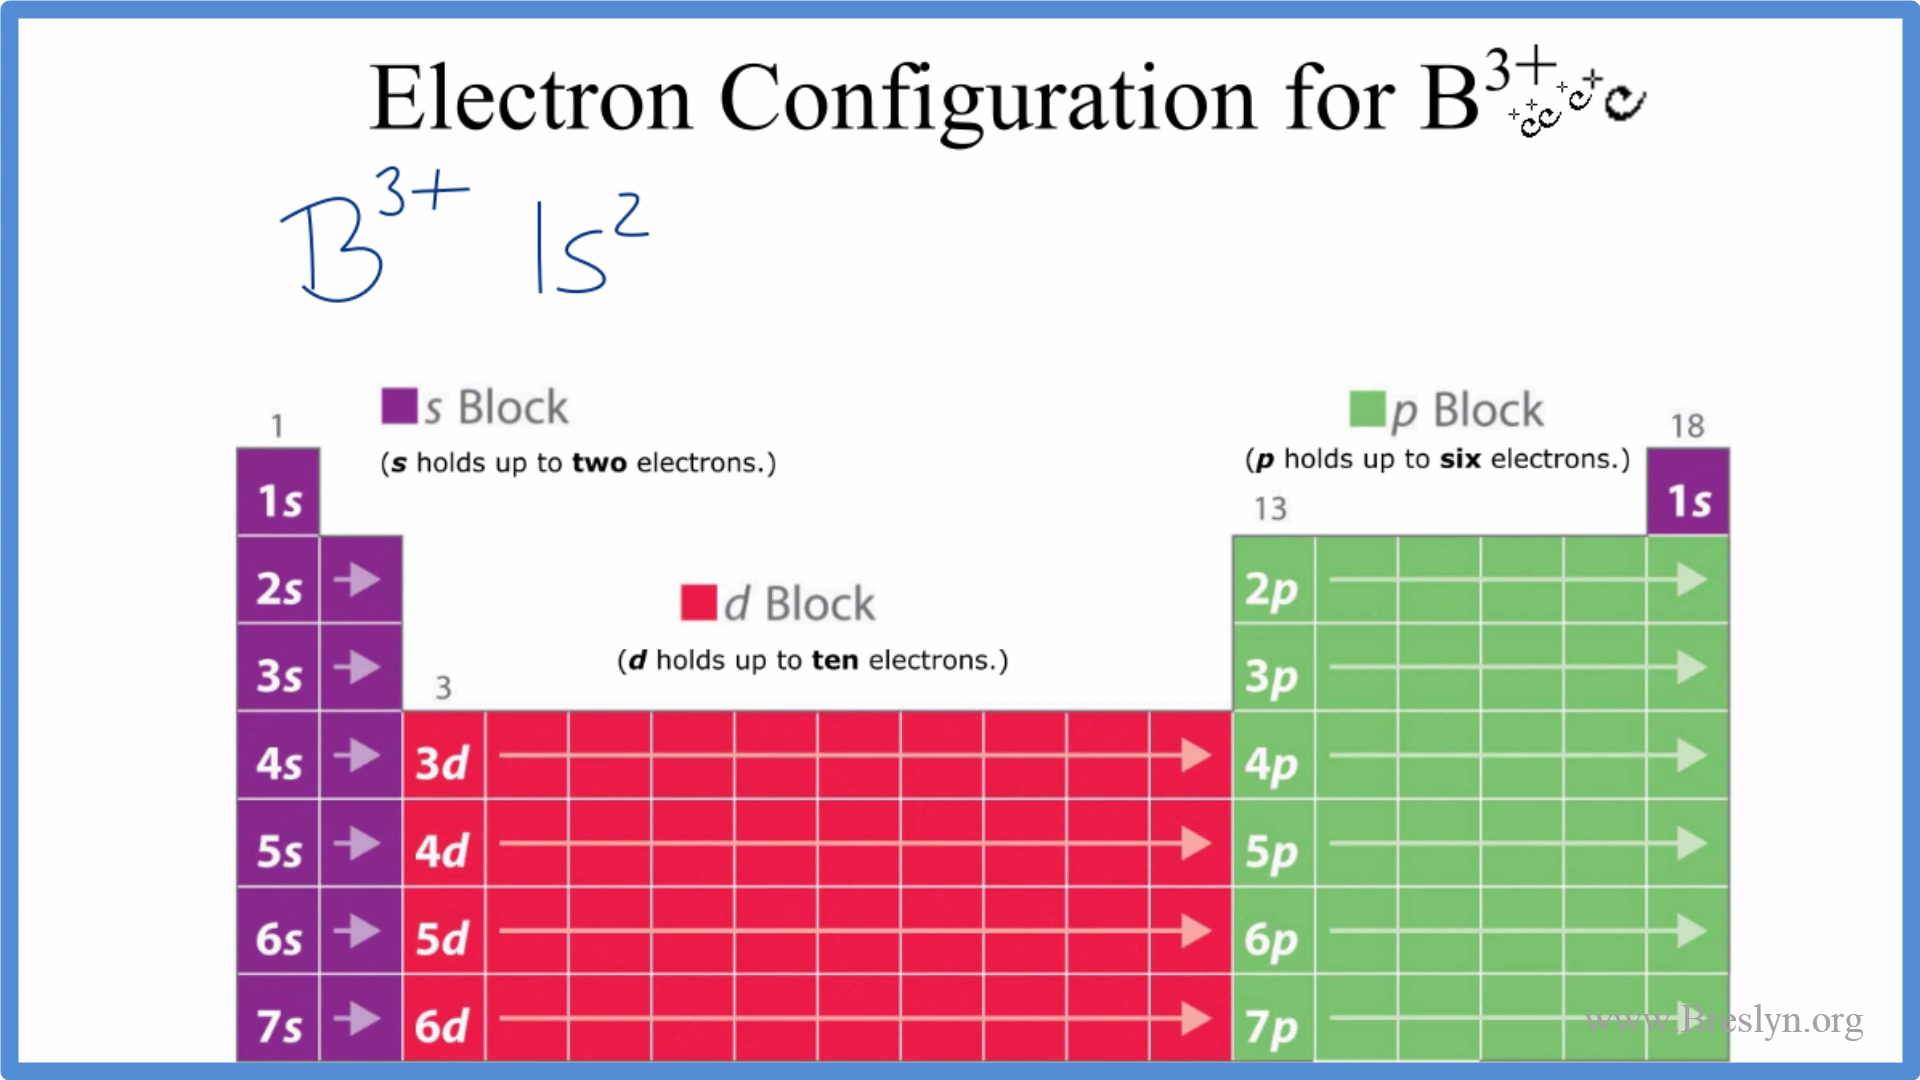 Electron Configuration for B³⁺
B³⁺ 1s²
s Block
p Block
1
18
(s holds up to two electrons.)
(p holds up to six electrons.)
1s
13
1s
2s
2p
d Block
(d holds up to ten electrons.)
3s
3
3p
4s 3d 4p
5s 4d 5p
6s 5d 6p
7s 6d 7p
www.Breslyn.org